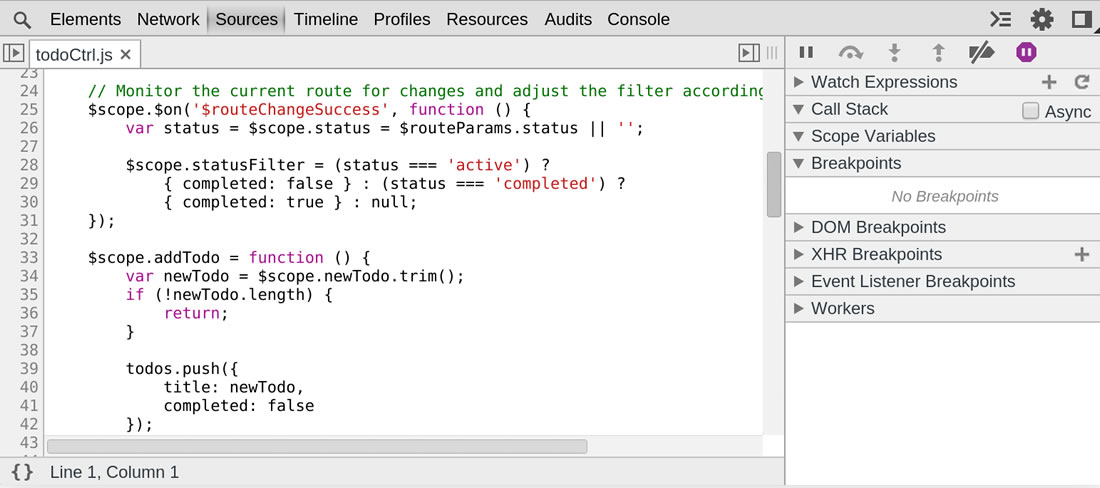 Elements Network Sources Timeline Profiles Resources Audits Console
todoCtrl.js ×
23
24 // Monitor the current route for changes and adjust the filter according
25 $scope.$on('$routeChangeSuccess', function () {
26 var status = $scope.status = $routeParams.status || '';
27
28 $scope.statusFilter = (status === 'active') ?
29 { completed: false } : (status === 'completed') ?
30 { completed: true } : null;
31 });
32
33 $scope.addTodo = function () {
34 var newTodo = $scope.newTodo.trim();
35 if (!newTodo.length) {
36 return;
37 }
38
39 todos.push({
40 title: newTodo,
41 completed: false
42 });
43
{} Line 1, Column 1
Watch Expressions
Call Stack Async
Scope Variables
Breakpoints
No Breakpoints
DOM Breakpoints
XHR Breakpoints
Event Listener Breakpoints
Workers